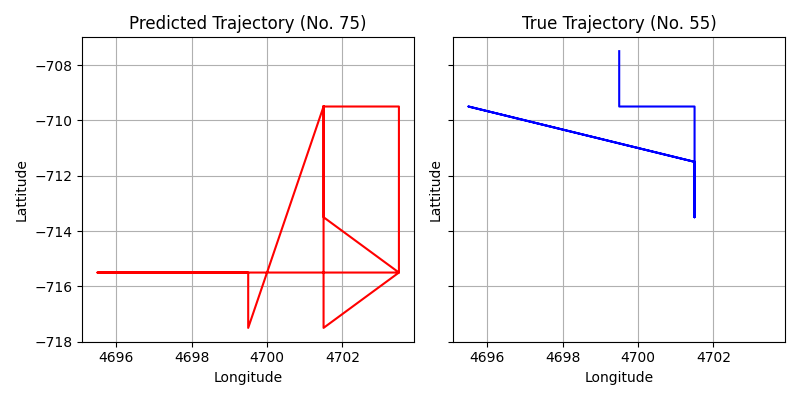 Predicted Trajectory (No. 75)
True Trajectory (No. 55)
Lattitude
−708
−710
−712
−714
−716
−718
4696
4698
4700
4702
Longitude
Lattitude
4696
4698
4700
4702
Longitude